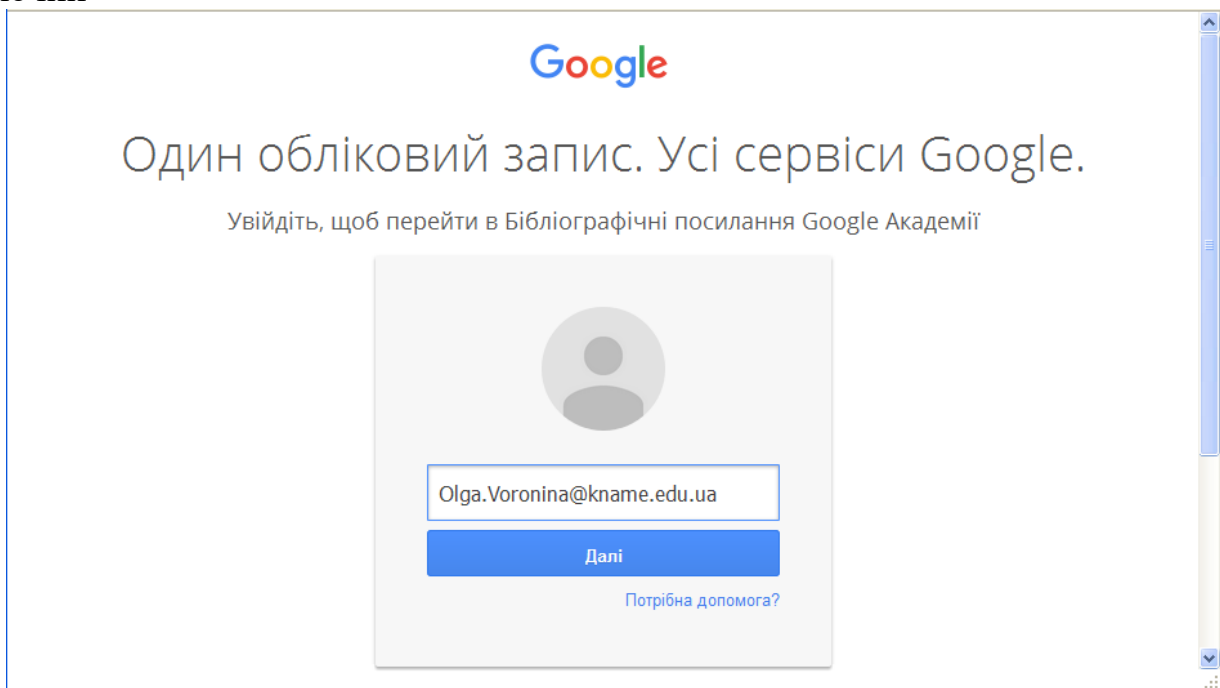 Google
Один обліковий запис. Усі сервіси Google.
Увійдіть, щоб перейти в Бібліографічні посилання Google Академії
Olga.Voronina@kname.edu.ua
Далі
Потрібна допомога?